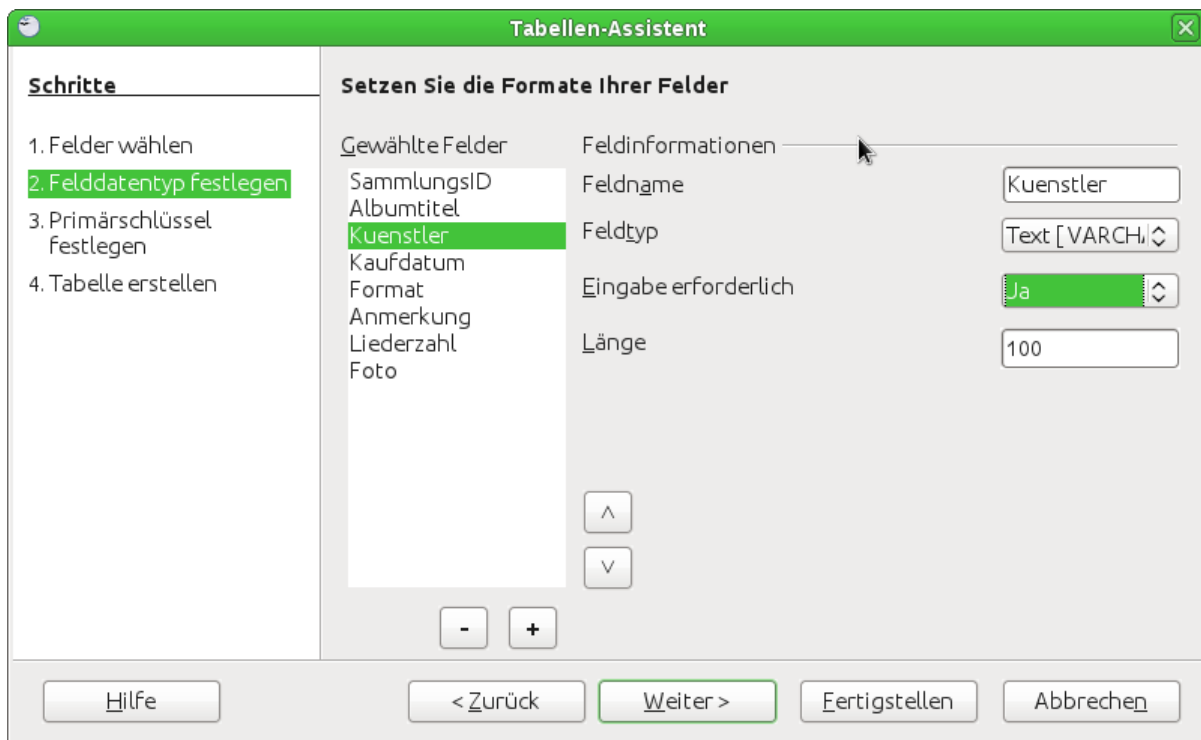 Tabellen-Assistent
Schritte
1. Felder wählen
2. Felddatentyp festlegen
3. Primärschlüssel
festlegen
4. Tabelle erstellen
Setzen Sie die Formate Ihrer Felder
Gewählte Felder
SammlungsID
Albumtitel
Kuenstler
Kaufdatum
Format
Anmerkung
Liederzahl
Foto
- +
Feldinformationen
Feldname Kuenstler
Feldtyp Text [ VARCHA
Eingabe erforderlich Ja
Länge 100
Hilfe < Zurück Weiter > Fertigstellen Abbrechen